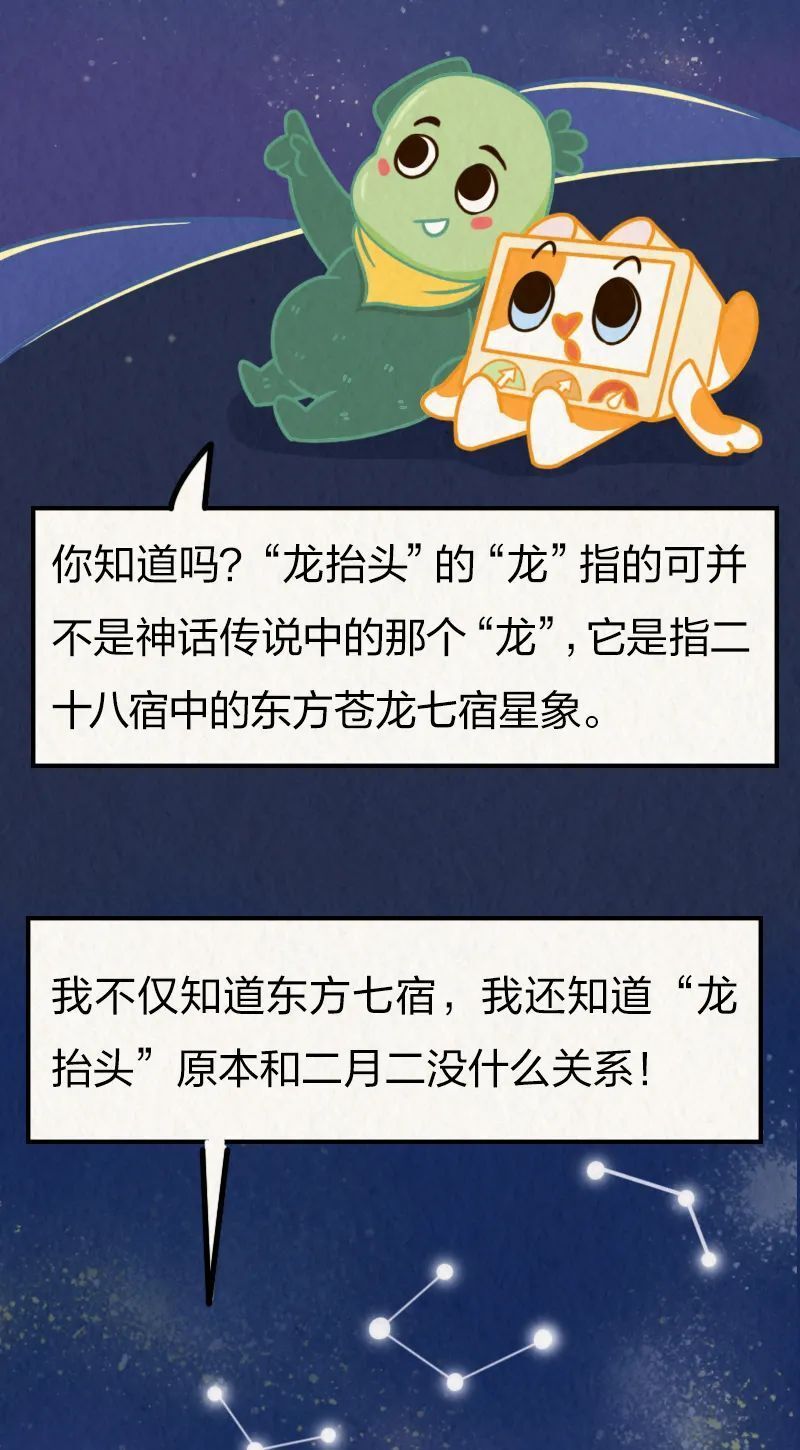 你知道吗？“龙抬头”的“龙”指的可并
不是神话传说中的那个“龙”，它是指二
十八宿中的东方苍龙七宿星象。
我不仅知道东方七宿，我还知道“龙
抬头”原本和二月二没什么关系！